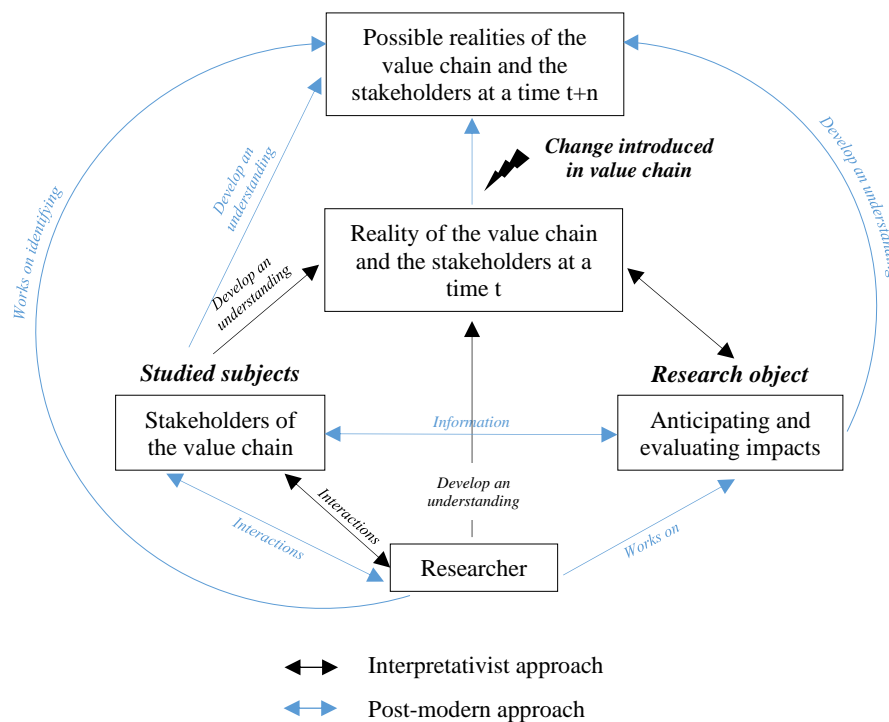 Possible realities of the
value chain and the
stakeholders at a time t+n
Change introduced
in value chain
Develop an
understanding
Develop an understanding
Works on identifying
Reality of the value chain
and the stakeholders at a
time t
Develop an
understanding
Studied subjects
Research object
Stakeholders of
the value chain
Information
Anticipating and
evaluating impacts
Interactions
Interactions
Develop an
understanding
Works on
Researcher
Interpretativist approach
Post-modern approach